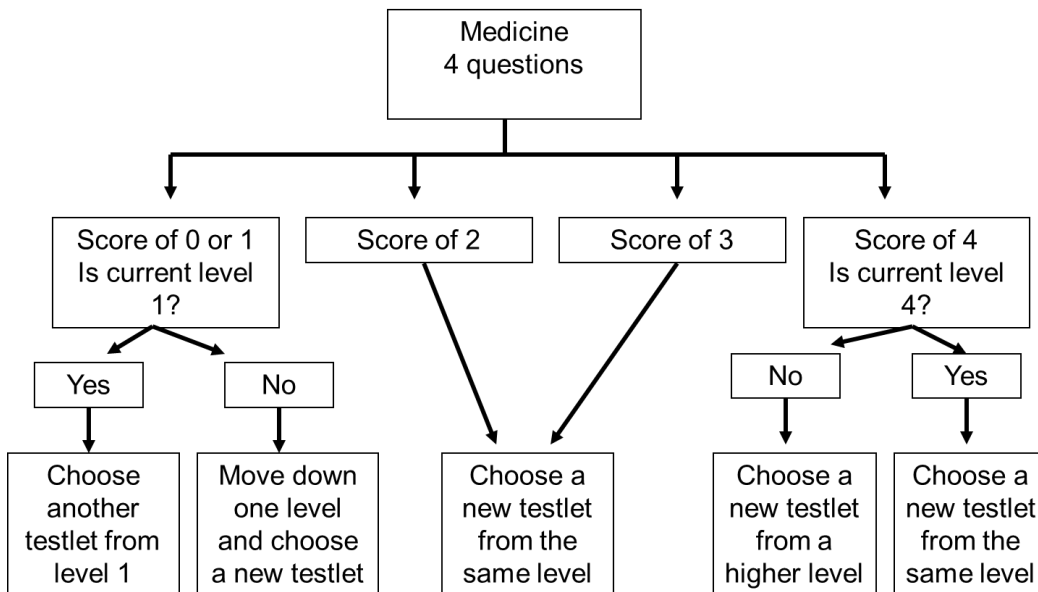 Medicine
4 questions
Score of 0 or 1
Is current level
1?
Score of 2
Score of 3
Score of 4
Is current level
4?
Yes
No
No
Yes
Choose
another
testlet from
level 1
Move down
one level
and choose
a new testlet
Choose a
new testlet
from the
same level
Choose a
new testlet
from a
higher level
Choose a
new testlet
from the
same level